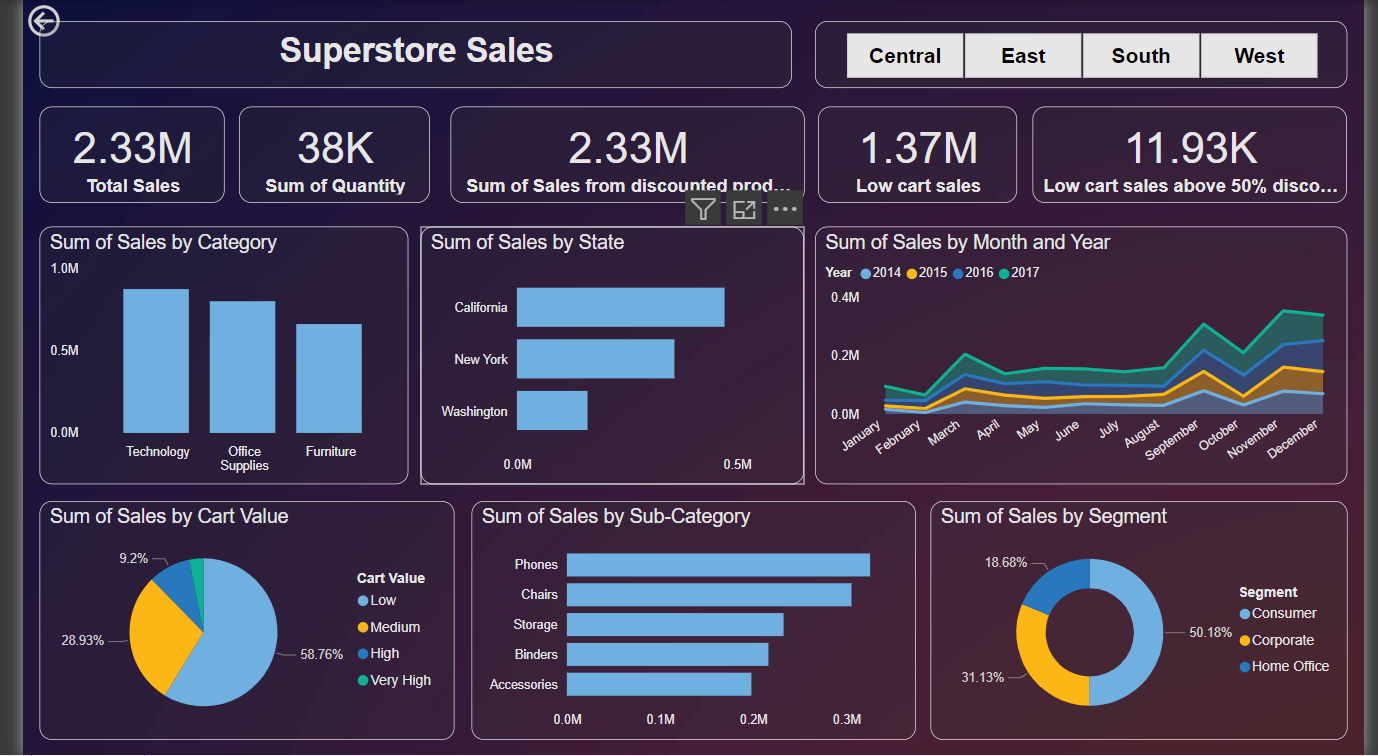 Superstore Sales
Central
East
South
West
2.33M
Total Sales
38K
Sum of Quantity
2.33M
Sum of Sales from discounted prod...
1.37M
Low cart sales
11.93K
Low cart sales above 50% disco...
Sum of Sales by Category
1.0M
0.5M
0.0M
Technology
Office
Supplies
Furniture
Sum of Sales by State
California
New York
Washington
0.0M
0.5M
Sum of Sales by Month and Year
Year 2014 2015 2016 2017
0.4M
0.2M
0.0M
January
February
March
April
May
June
July
August
September
October
November
December
Sum of Sales by Cart Value
9.2%
28.93%
58.76%
Cart Value
Low
Medium
High
Very High
Sum of Sales by Sub-Category
Phones
Chairs
Storage
Binders
Accessories
0.0M
0.1M
0.2M
0.3M
Sum of Sales by Segment
18.68%
31.13%
50.18%
Segment
Consumer
Corporate
Home Office